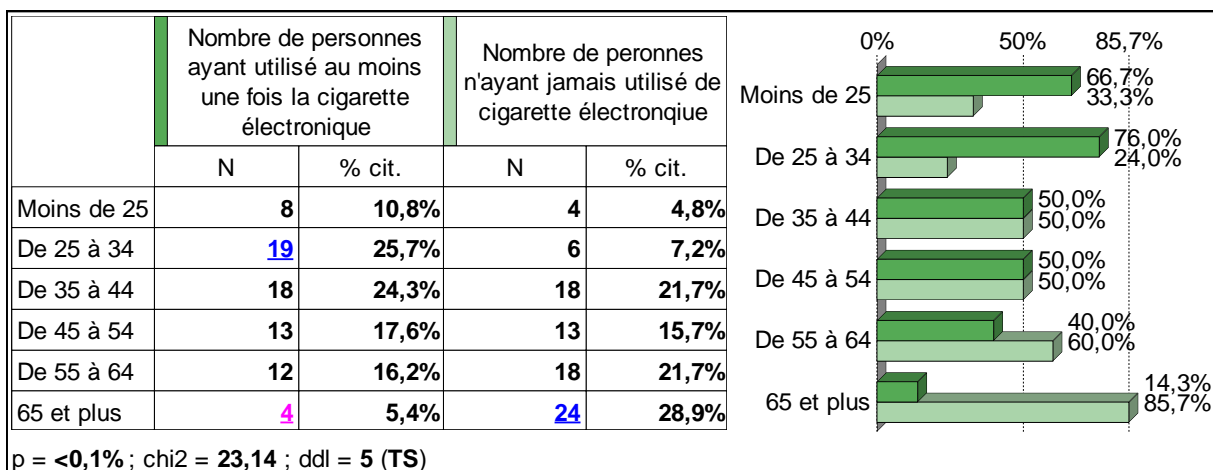 Nombre de personnes
ayant utilisé au moins
une fois la cigarette
électronique
Nombre de peronnes
n'ayant jamais utilisé de
cigarette électronqiue
N % cit. N % cit.
Moins de 25 8 10,8% 4 4,8%
De 25 à 34 19 25,7% 6 7,2%
De 35 à 44 18 24,3% 18 21,7%
De 45 à 54 13 17,6% 13 15,7%
De 55 à 64 12 16,2% 18 21,7%
65 et plus 4 5,4% 24 28,9%
p = <0,1% ; chi2 = 23,14 ; ddl = 5 (TS)
0% 50% 85,7%
Moins de 25
66,7%
33,3%
De 25 à 34
76,0%
24,0%
De 35 à 44
50,0%
50,0%
De 45 à 54
50,0%
50,0%
De 55 à 64
40,0%
60,0%
65 et plus
14,3%
85,7%